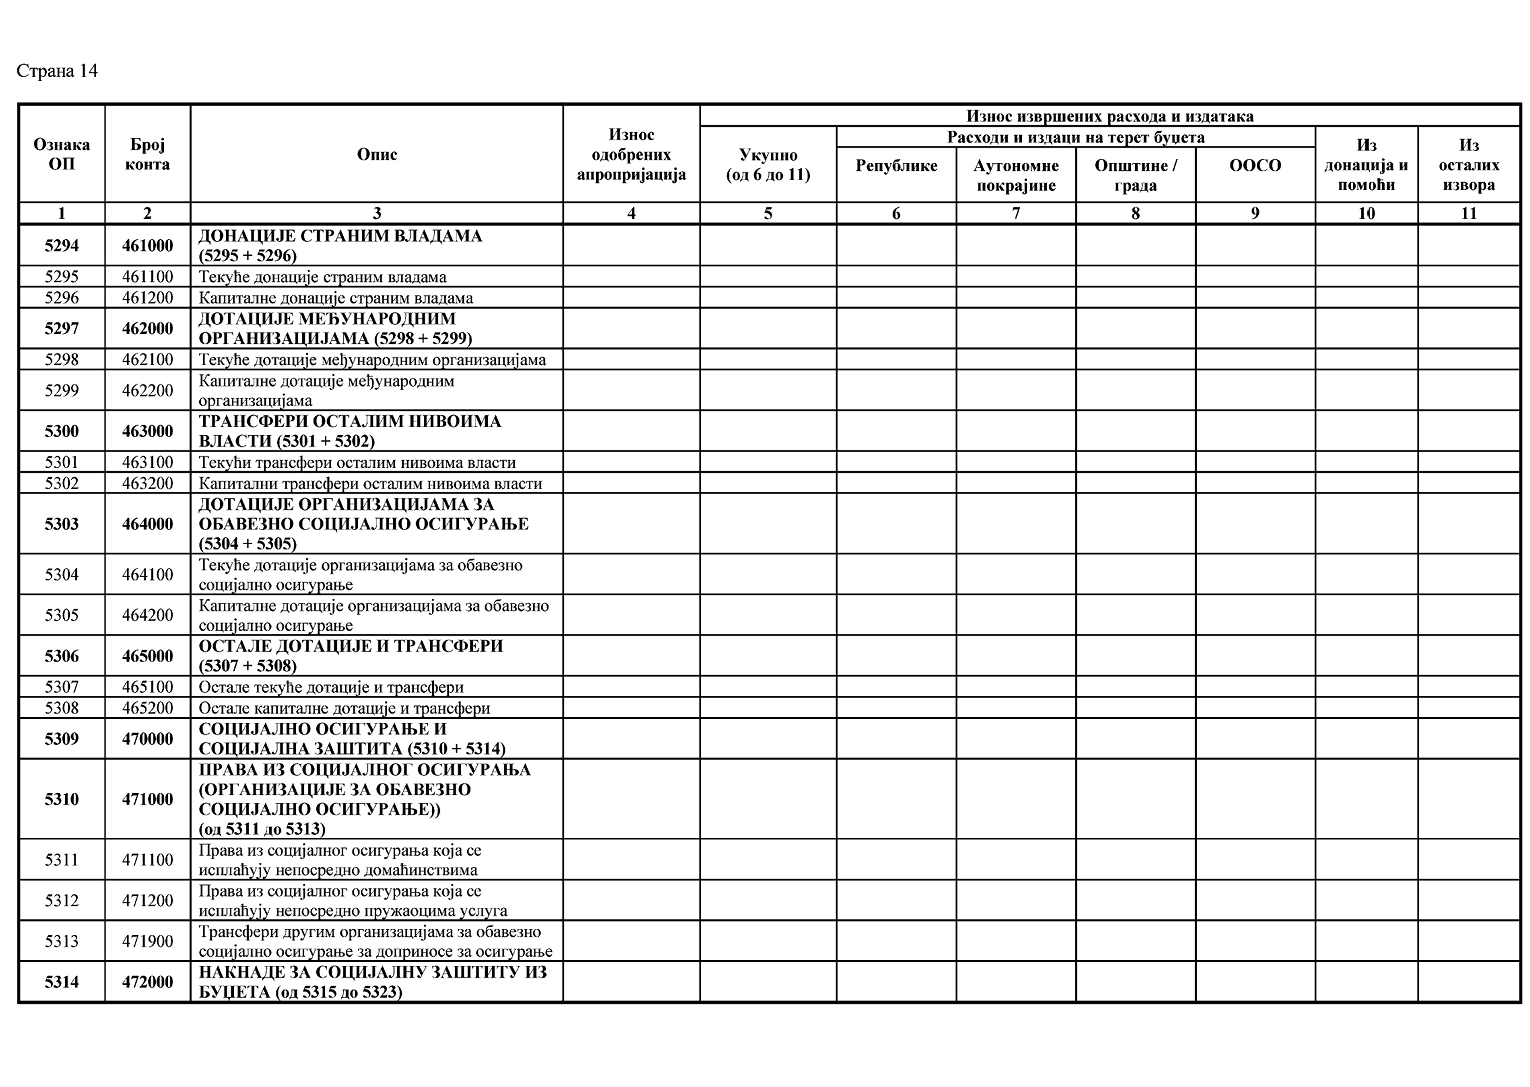 Страна 14
Износ извршених расхода и издатака
Ознака
ОП
Број
конта
Опис
Износ
одобрених
апропријација
Укупно
(од 6 до 11)
Расходи и издаци на терет буџета
Републике
Аутономне
покрајине
Општине /
града
ООСО
Из
донација и
помоћи
Из
осталих
извора
1 2 3 4 5 6 7 8 9 10 11
5294 461000 ДОНАЦИЈЕ СТРАНИМ ВЛАДАМА
(5295 + 5296)
5295 461100 Текуће донације страним владама
5296 461200 Капиталне донације страним владама
5297 462000 ДОТАЦИЈЕ МЕЂУНАРОДНИМ
ОРГАНИЗАЦИЈАМА (5298 + 5299)
5298 462100 Текуће дотације међународним организацијама
5299 462200 Капиталне дотације међународним
организацијама
5300 463000 ТРАНСФЕРИ ОСТАЛИМ НИВОИМА
ВЛАСТИ (5301 + 5302)
5301 463100 Текући трансфери осталим нивоима власти
5302 463200 Капитални трансфери осталим нивоима власти
5303 464000 ДОТАЦИЈЕ ОРГАНИЗАЦИЈАМА ЗА
ОБАВЕЗНО СОЦИЈАЛНО ОСИГУРАЊЕ
(5304 + 5305)
5304 464100 Текуће дотације организацијама за обавезно
социјално осигурање
5305 464200 Капиталне дотације организацијама за обавезно
социјално осигурање
5306 465000 ОСТАЛЕ ДОТАЦИЈЕ И ТРАНСФЕРИ
(5307 + 5308)
5307 465100 Остале текуће дотације и трансфери
5308 465200 Остале капиталне дотације и трансфери
5309 470000 СОЦИЈАЛНО ОСИГУРАЊЕ И
СОЦИЈАЛНА ЗАШТИТА (5310 + 5314)
5310 471000 ПРАВА ИЗ СОЦИЈАЛНОГ ОСИГУРАЊА
(ОРГАНИЗАЦИЈЕ ЗА ОБАВЕЗНО
СОЦИЈАЛНО ОСИГУРАЊЕ))
(од 5311 до 5313)
5311 471100 Права из социјалног осигурања која се
исплаћују непосредно домаћинствима
5312 471200 Права из социјалног осигурања која се
исплаћују непосредно пружаоцима услуга
5313 471900 Трансфери другим организацијама за обавезно
социјално осигурање за доприносе за осигурање
5314 472000 НАКНАДЕ ЗА СОЦИЈАЛНУ ЗАШТИТУ ИЗ
БУЏЕТА (од 5315 до 5323)